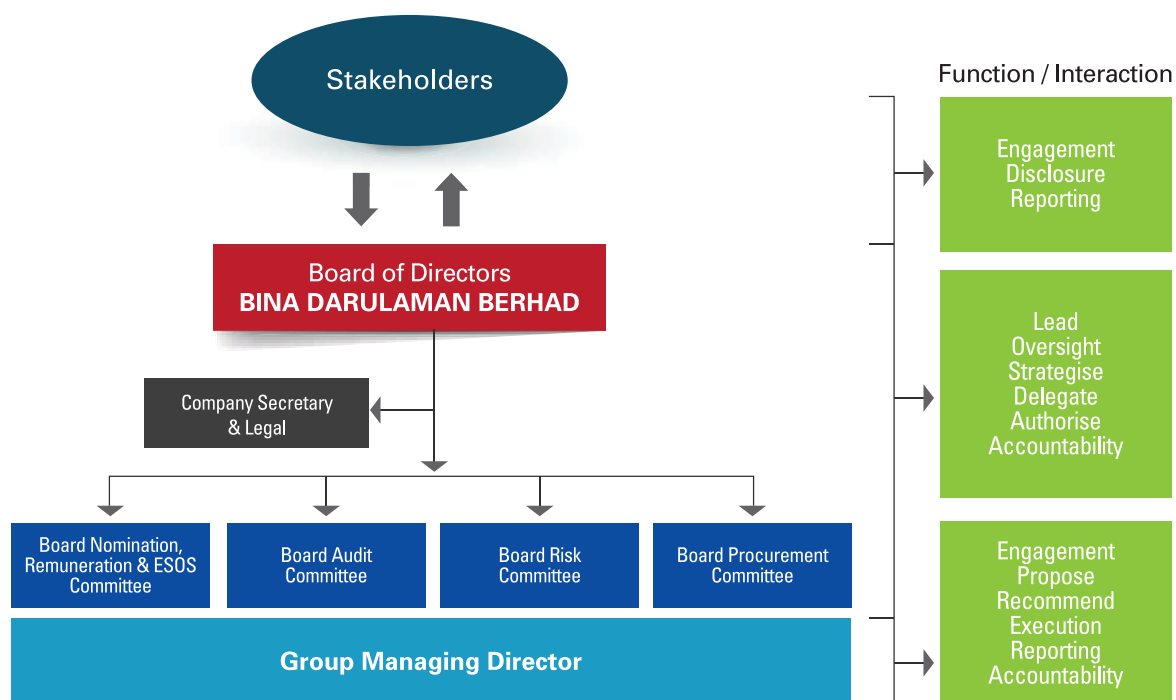 Stakeholders
Function / Interaction
Engagement
Disclosure
Reporting
Board of Directors
BINA DARULAMAN BERHAD
Company Secretary
& Legal
Lead
Oversight
Strategise
Delegate
Authorise
Accountability
Board Nomination,
Remuneration & ESOS
Committee
Board Audit
Committee
Board Risk
Committee
Board Procurement
Committee
Group Managing Director
Engagement
Propose
Recommend
Execution
Reporting
Accountability